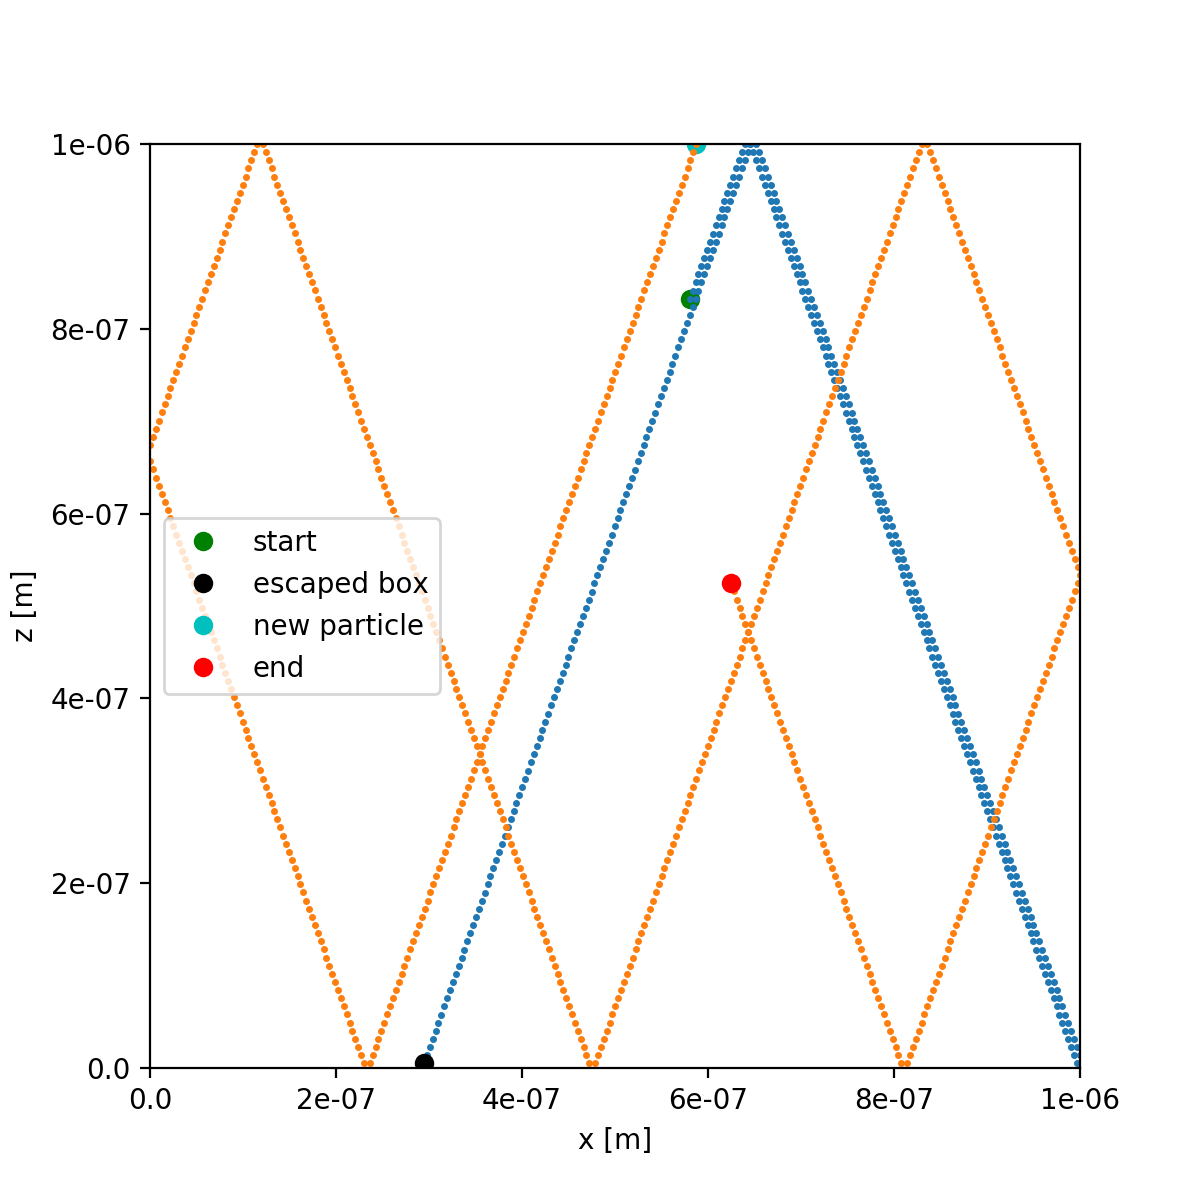 1e-06
8e-07
6e-07
4e-07
2e-07
0.0
z [m]
start
escaped box
new particle
end
0.0 2e-07 4e-07 6e-07 8e-07 1e-06
x [m]